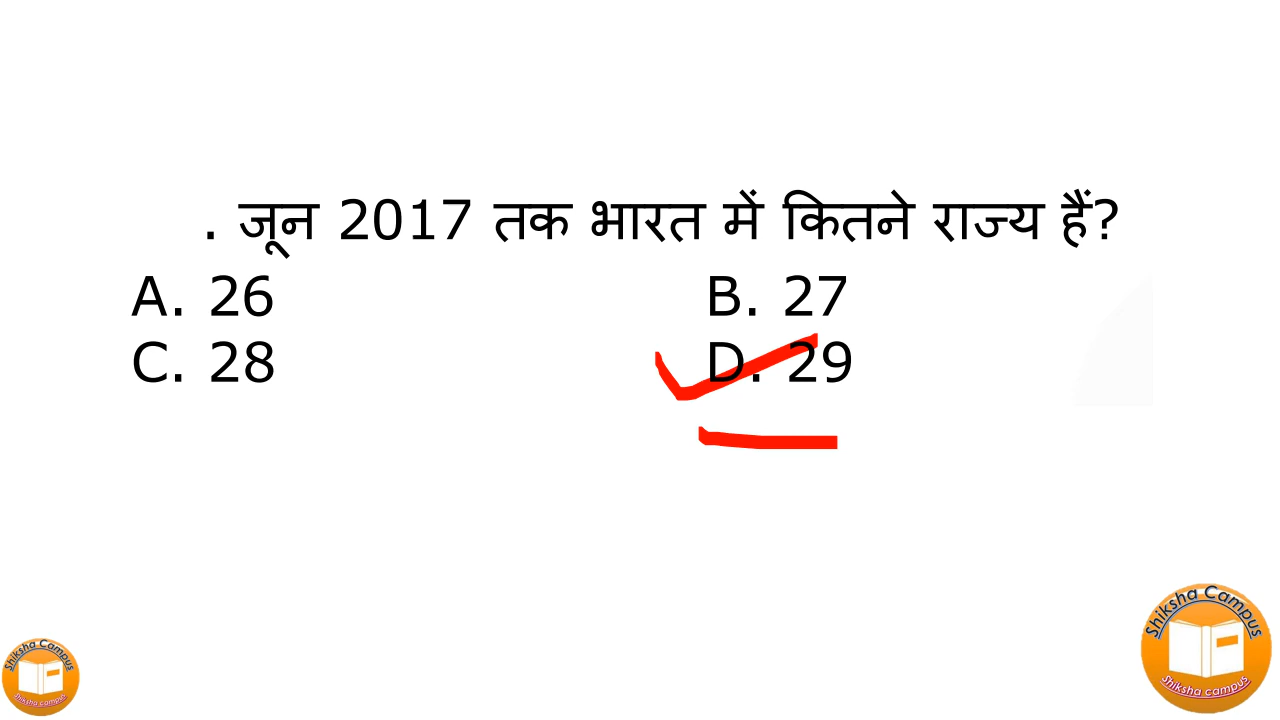 . जून 2017 तक भारत में कितने राज्य हैं?
A. 26 B. 27
C. 28 D. 29
Shiksha Campus
Shiksha campus
Shiksha Campus
Shiksha campus